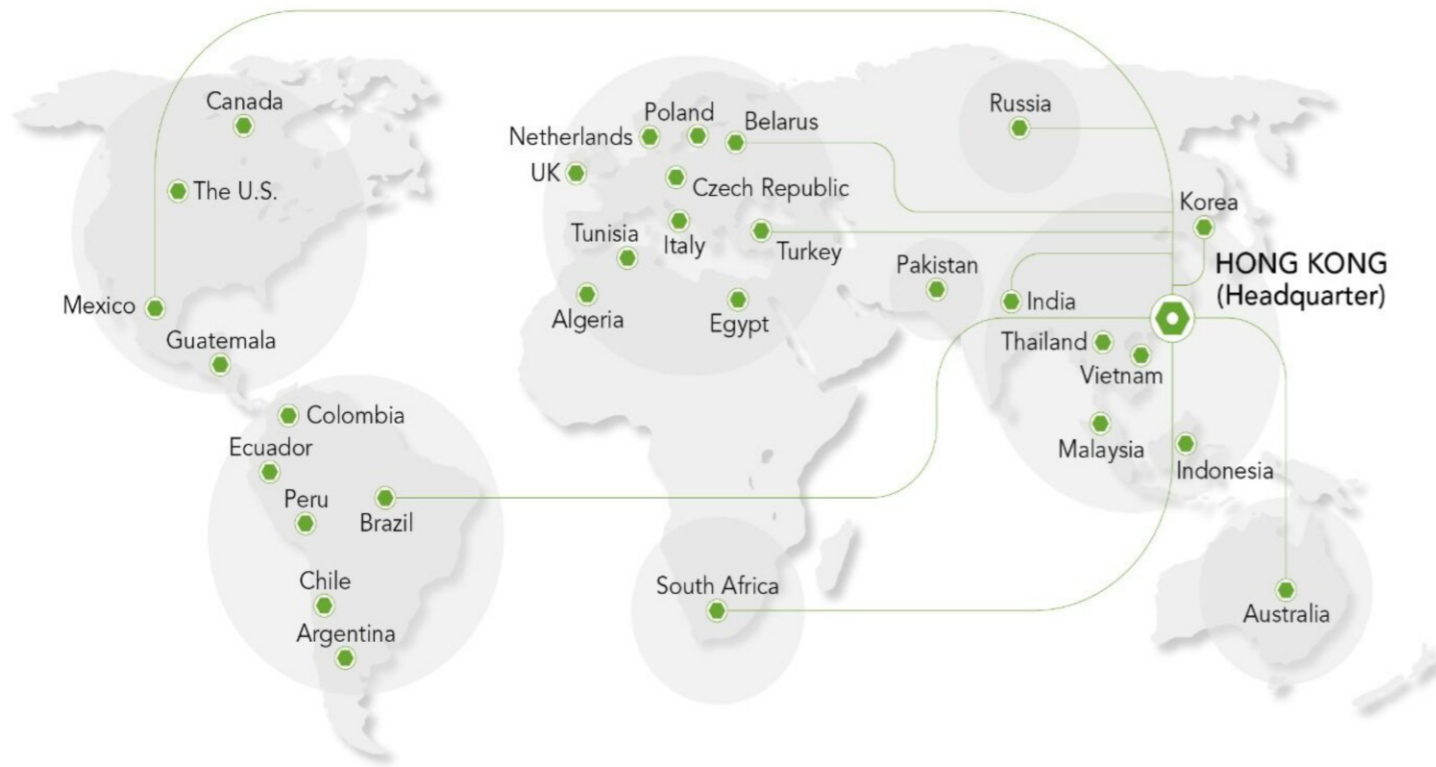 Canada
The U.S.
Mexico
Guatemala
Colombia
Ecuador
Peru
Brazil
Chile
Argentina
Netherlands
Poland
Belarus
UK
Czech Republic
Tunisia
Italy
Turkey
Algeria
Egypt
South Africa
Russia
Pakistan
Korea
HONG KONG
(Headquarter)
India
Thailand
Vietnam
Malaysia
Indonesia
Australia